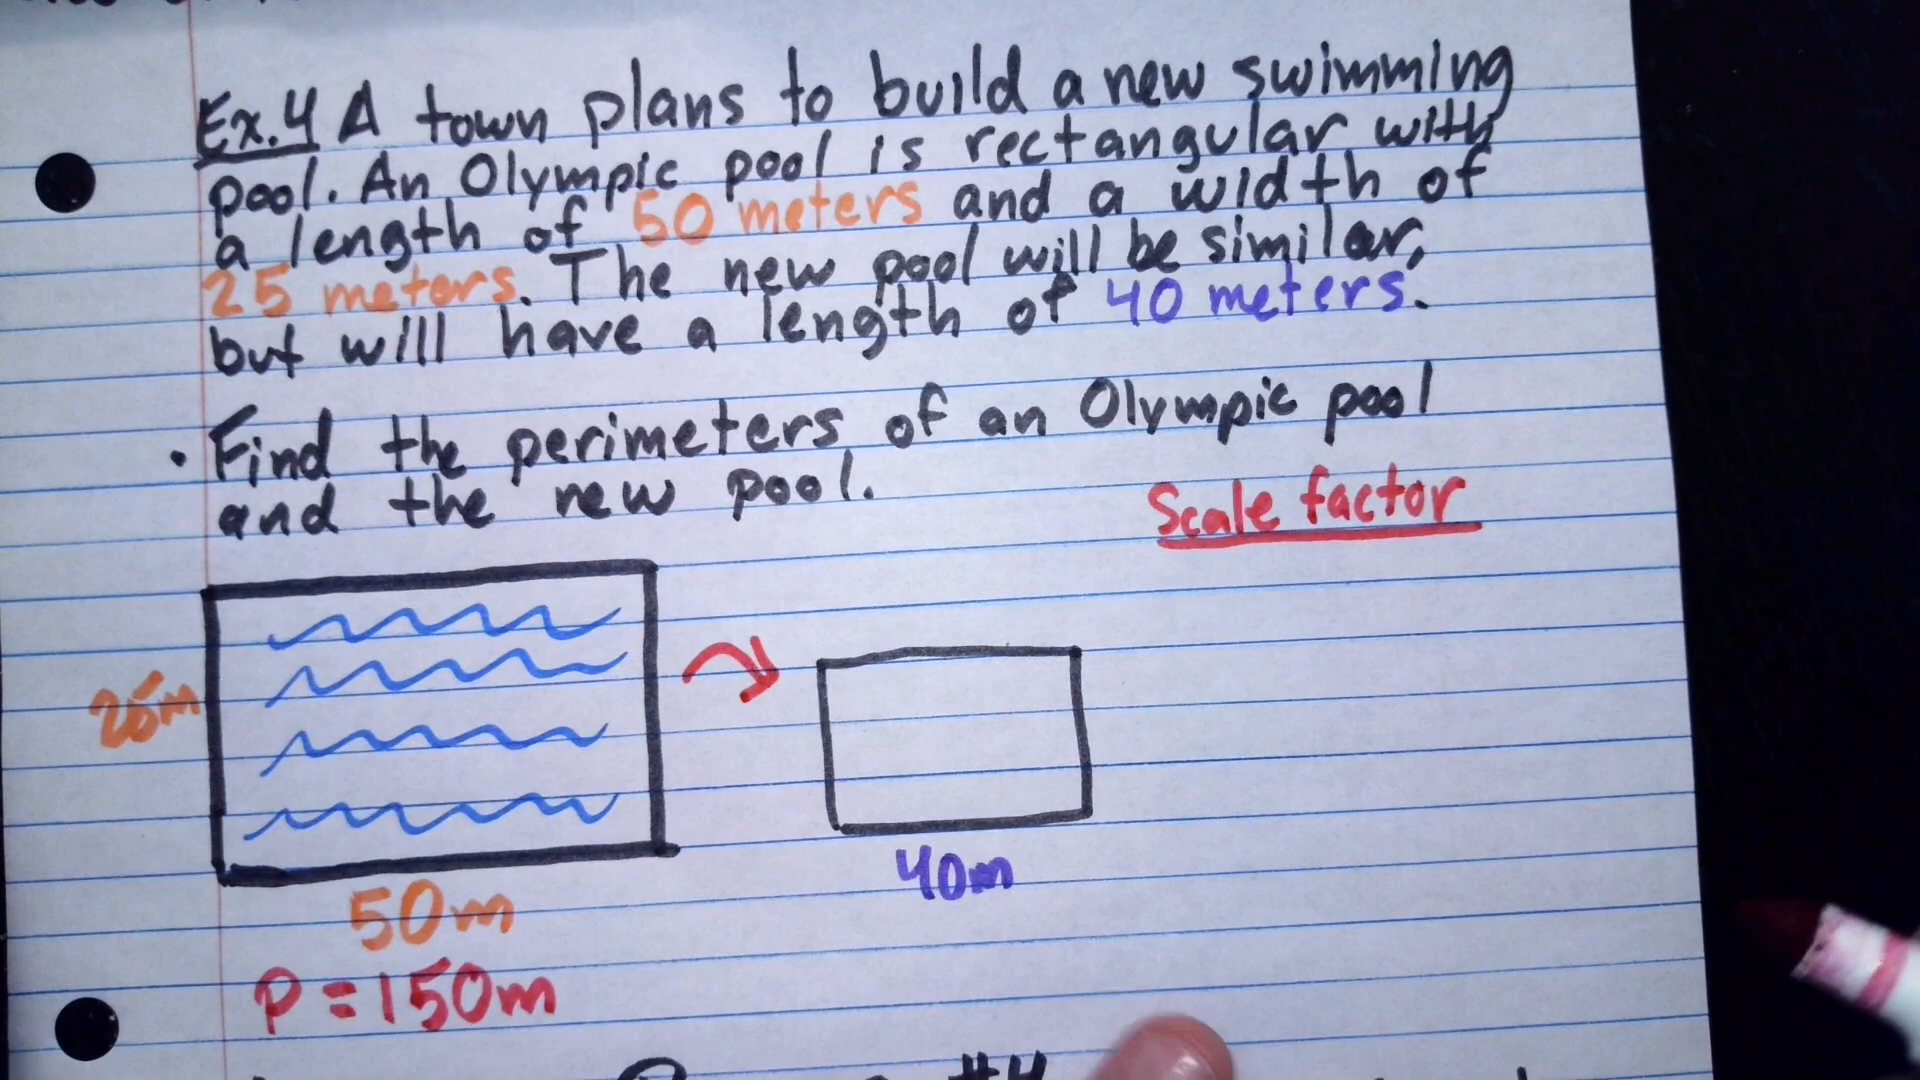 Ex. 4 A town plans to build a new swimming
pool. An Olympic pool is rectangular with
a length of 50 meters and a width of
25 meters. The new pool will be similar,
but will have a length of 40 meters.
• Find the perimeters of an Olympic pool
and the new pool.
Scale factor
25m
50m
40m
P = 150m
#4